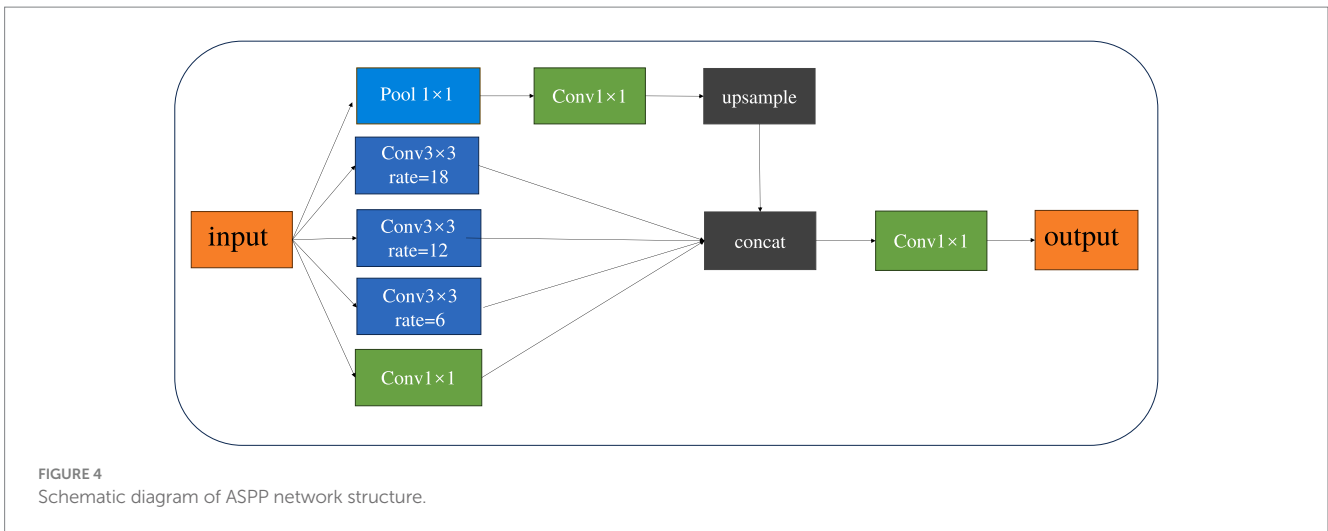 Pool 1×1
Conv1×1
upsample
Conv3×3
rate=18
input
Conv3×3
rate=12
concat
Conv1×1
output
Conv3×3
rate=6
Conv1×1
FIGURE 4
Schematic diagram of ASPP network structure.